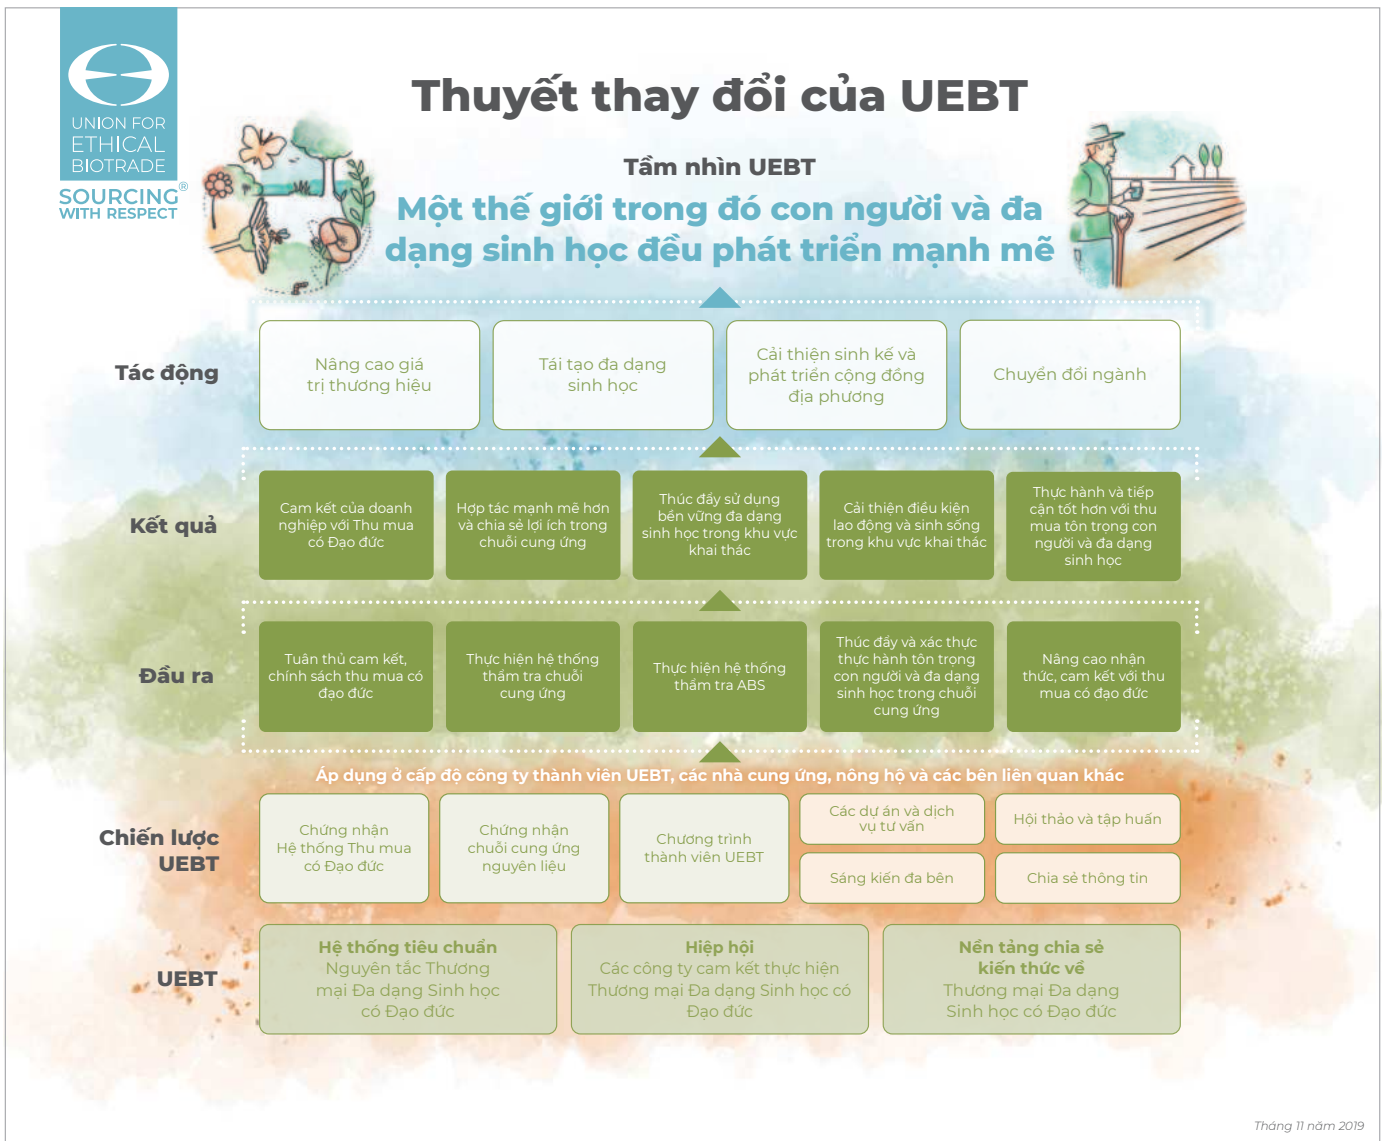 UNION FOR
ETHICAL
BIOTRADE
SOURCING®
WITH RESPECT
Thuyết thay đổi của UEBT
Tầm nhìn UEBT
Một thế giới trong đó con người và đa
dạng sinh học đều phát triển mạnh mẽ
Tác động
Nâng cao giá
trị thương hiệu
Tái tạo đa dạng
sinh học
Cải thiện sinh kế và
phát triển cộng đồng
địa phương
Chuyển đổi ngành
Kết quả
Cam kết của doanh
nghiệp với Thu mua
có Đạo đức
Hợp tác mạnh mẽ hơn
và chia sẻ lợi ích trong
chuỗi cung ứng
Thúc đẩy sử dụng
bền vững đa dạng
sinh học trong khu vực
khai thác
Cải thiện điều kiện
lao động và sinh sống
trong khu vực khai thác
Thực hành và tiếp
cận tốt hơn với thu
mua tôn trọng con
người và đa dạng
sinh học
Đầu ra
Tuân thủ cam kết,
chính sách thu mua có
đạo đức
Thực hiện hệ thống
thẩm tra chuỗi
cung ứng
Thực hiện hệ thống
thẩm tra ABS
Thúc đẩy và xác thực
thực hành tôn trọng
con người và đa dạng
sinh học trong chuỗi
cung ứng
Nâng cao nhận
thức, cam kết với thu
mua có đạo đức
Áp dụng ở cấp độ công ty thành viên UEBT, các nhà cung ứng, nông hộ và các bên liên quan khác
Chiến lược
UEBT
Chứng nhận
Hệ thống Thu mua
có Đạo đức
Chứng nhận
chuỗi cung ứng
nguyên liệu
Chương trình
thành viên UEBT
Các dự án và dịch
vụ tư vấn
Hội thảo và tập huấn
Sáng kiến đa bên
Chia sẻ thông tin
UEBT
Hệ thống tiêu chuẩn
Nguyên tắc Thương
mại Đa dạng Sinh học
có Đạo đức
Hiệp hội
Các công ty cam kết thực hiện
Thương mại Đa dạng Sinh học có
Đạo đức
Nền tảng chia sẻ
kiến thức về
Thương mại Đa dạng
Sinh học có Đạo đức
Tháng 11 năm 2019